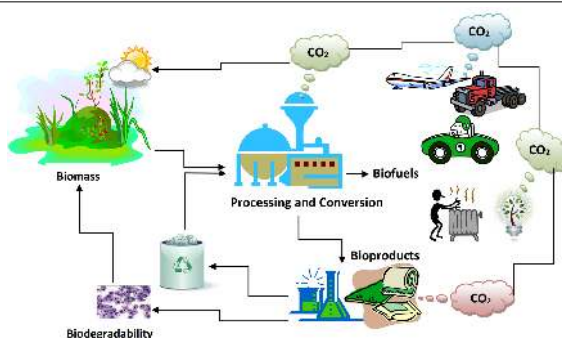 CO₂
CO₂
CO₂
Biomass
Biofuels
Processing and Conversion
Bioproducts
CO₂
Biodegradability